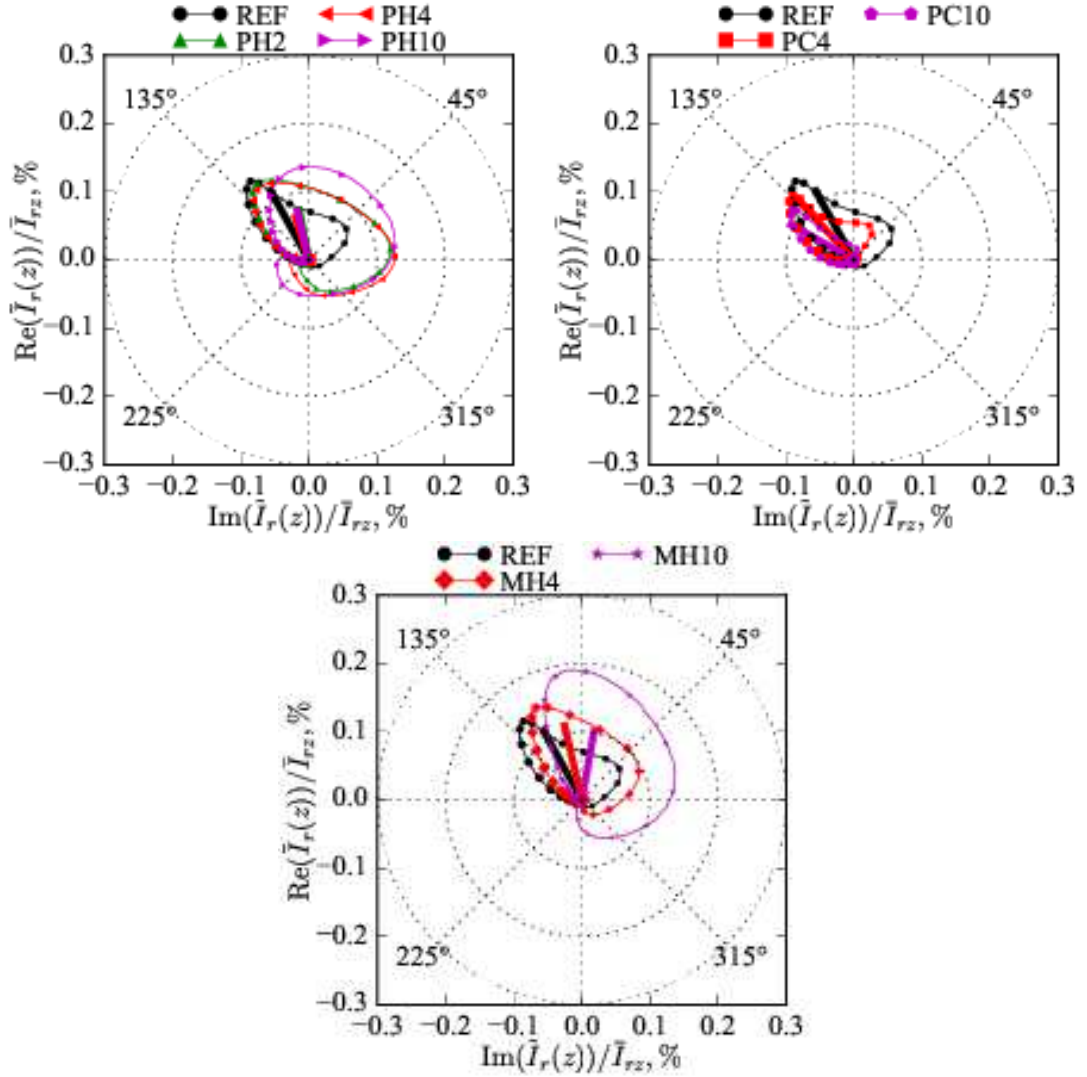 REF PH4
PH2 PH10
0.3
0.2
0.1
0.0
−0.1
−0.2
−0.3
135° 45°
225° 315°
−0.3 −0.2 −0.1 0.0 0.1 0.2 0.3
Re(Ĩ_r(z))/Ī_rz, %
Im(Ĩ_r(z))/Ī_rz, %
REF PC10
PC4
0.3
0.2
0.1
0.0
−0.1
−0.2
−0.3
135° 45°
225° 315°
−0.3 −0.2 −0.1 0.0 0.1 0.2 0.3
Re(Ĩ_r(z))/Ī_rz, %
Im(Ĩ_r(z))/Ī_rz, %
REF MH10
MH4
0.3
0.2
0.1
0.0
−0.1
−0.2
−0.3
135° 45°
225° 315°
−0.3 −0.2 −0.1 0.0 0.1 0.2 0.3
Re(Ĩ_r(z))/Ī_rz, %
Im(Ĩ_r(z))/Ī_rz, %